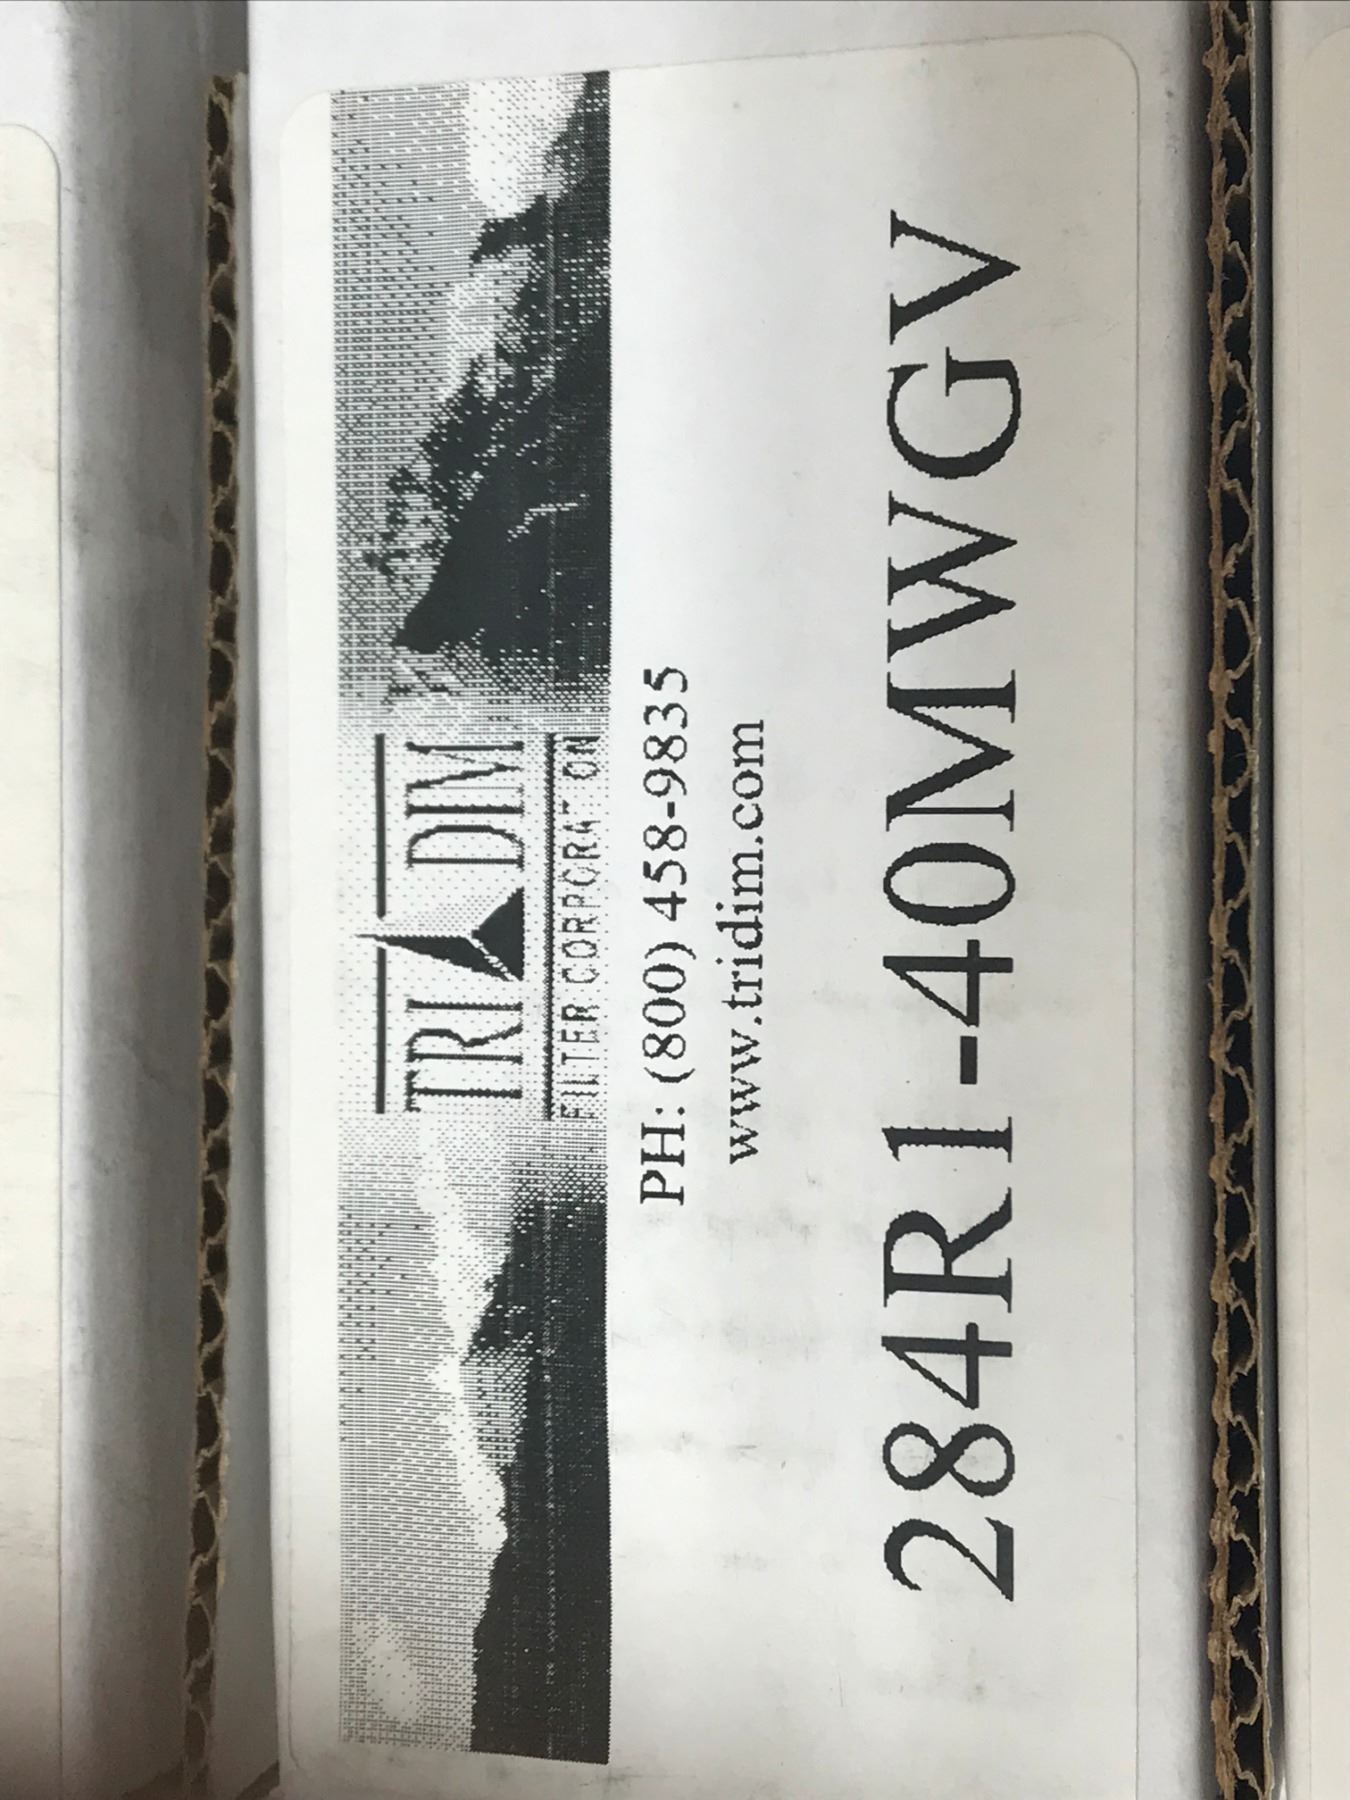 TRI DIM
FILTER CORPORATION
PH: (800) 458-9835
www.tridim.com
284R1-40MWGV